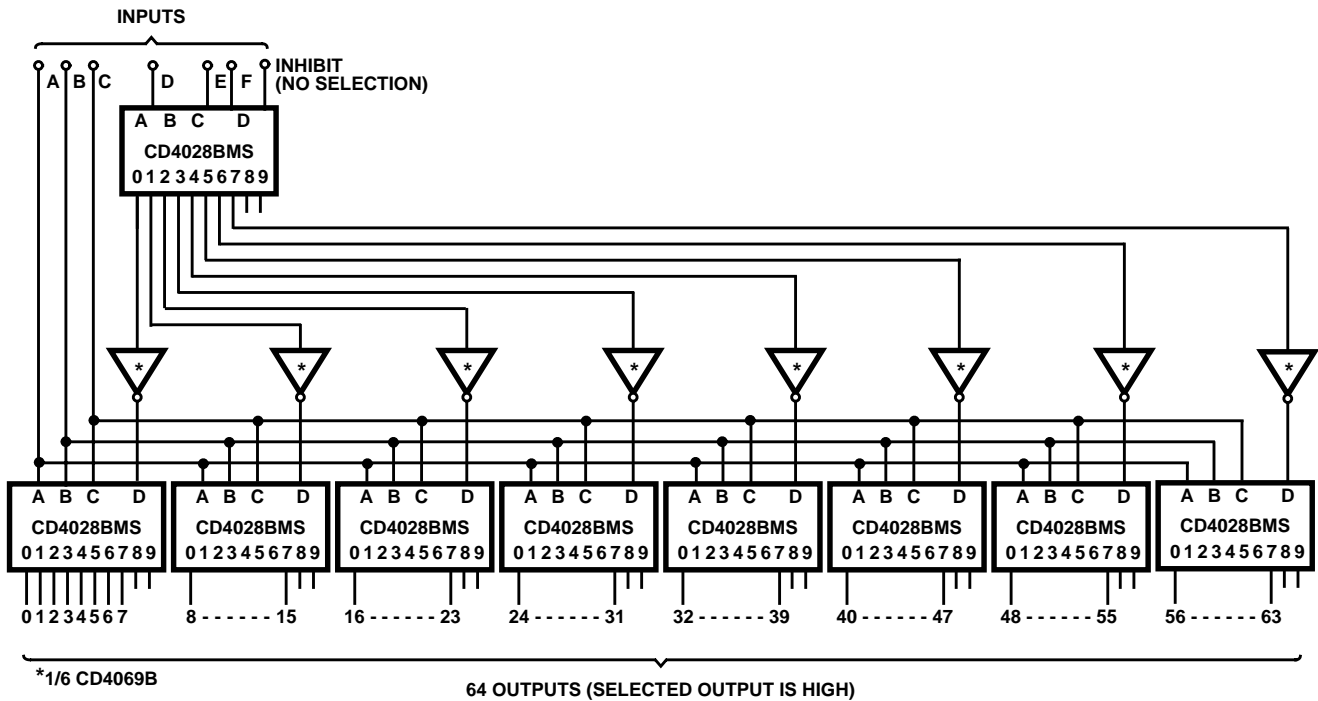 INPUTS
A B C D E F INHIBIT
(NO SELECTION)
A B C D
CD4028BMS
0 1 2 3 4 5 6 7 8 9
* * * * * * * *
A B C D A B C D A B C D A B C D A B C D A B C D A B C D A B C D
CD4028BMS CD4028BMS CD4028BMS CD4028BMS CD4028BMS CD4028BMS CD4028BMS CD4028BMS
0 1 2 3 4 5 6 7 8 9 0 1 2 3 4 5 6 7 8 9 0 1 2 3 4 5 6 7 8 9 0 1 2 3 4 5 6 7 8 9 0 1 2 3 4 5 6 7 8 9 0 1 2 3 4 5 6 7 8 9 0 1 2 3 4 5 6 7 8 9 0 1 2 3 4 5 6 7 8 9
0 1 2 3 4 5 6 7 8 - - - - - - 15 16 - - - - - - 23 24 - - - - - - 31 32 - - - - - - 39 40 - - - - - - 47 48 - - - - - - 55 56 - - - - - - 63
*1/6 CD4069B
64 OUTPUTS (SELECTED OUTPUT IS HIGH)